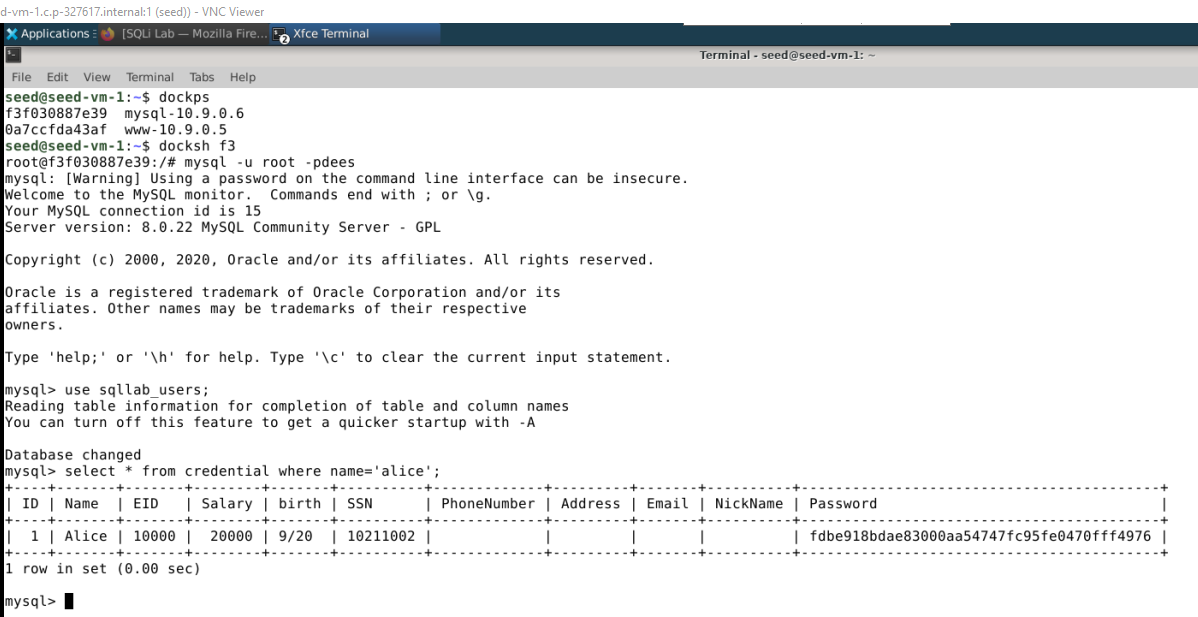 d-vm-1.c.p-327617.internal:1 (seed)) - VNC Viewer
Applications : [SQLi Lab — Mozilla Fire... 2 Xfce Terminal
Terminal - seed@seed-vm-1: ~
File Edit View Terminal Tabs Help
seed@seed-vm-1:~$ dockps
f3f030887e39  mysql-10.9.0.6
0a7ccfda43af  www-10.9.0.5
seed@seed-vm-1:~$ docksh f3
root@f3f030887e39:/# mysql -u root -pdees
mysql: [Warning] Using a password on the command line interface can be insecure.
Welcome to the MySQL monitor.  Commands end with ; or \g.
Your MySQL connection id is 15
Server version: 8.0.22 MySQL Community Server - GPL
Copyright (c) 2000, 2020, Oracle and/or its affiliates. All rights reserved.
Oracle is a registered trademark of Oracle Corporation and/or its
affiliates. Other names may be trademarks of their respective
owners.
Type 'help;' or '\h' for help. Type '\c' to clear the current input statement.
mysql> use sqllab_users;
Reading table information for completion of table and column names
You can turn off this feature to get a quicker startup with -A
Database changed
mysql> select * from credential where name='alice';
+----+-------+-------+--------+-------+----------+-------------+---------+-------+----------+------------------------------------------+
| ID | Name  | EID   | Salary | birth | SSN      | PhoneNumber | Address | Email | NickName | Password                                 |
+----+-------+-------+--------+-------+----------+-------------+---------+-------+----------+------------------------------------------+
|  1 | Alice | 10000 |  20000 | 9/20  | 10211002 |             |         |       |          | fdbe918bdae83000aa54747fc95fe0470fff4976 |
+----+-------+-------+--------+-------+----------+-------------+---------+-------+----------+------------------------------------------+
1 row in set (0.00 sec)
mysql>